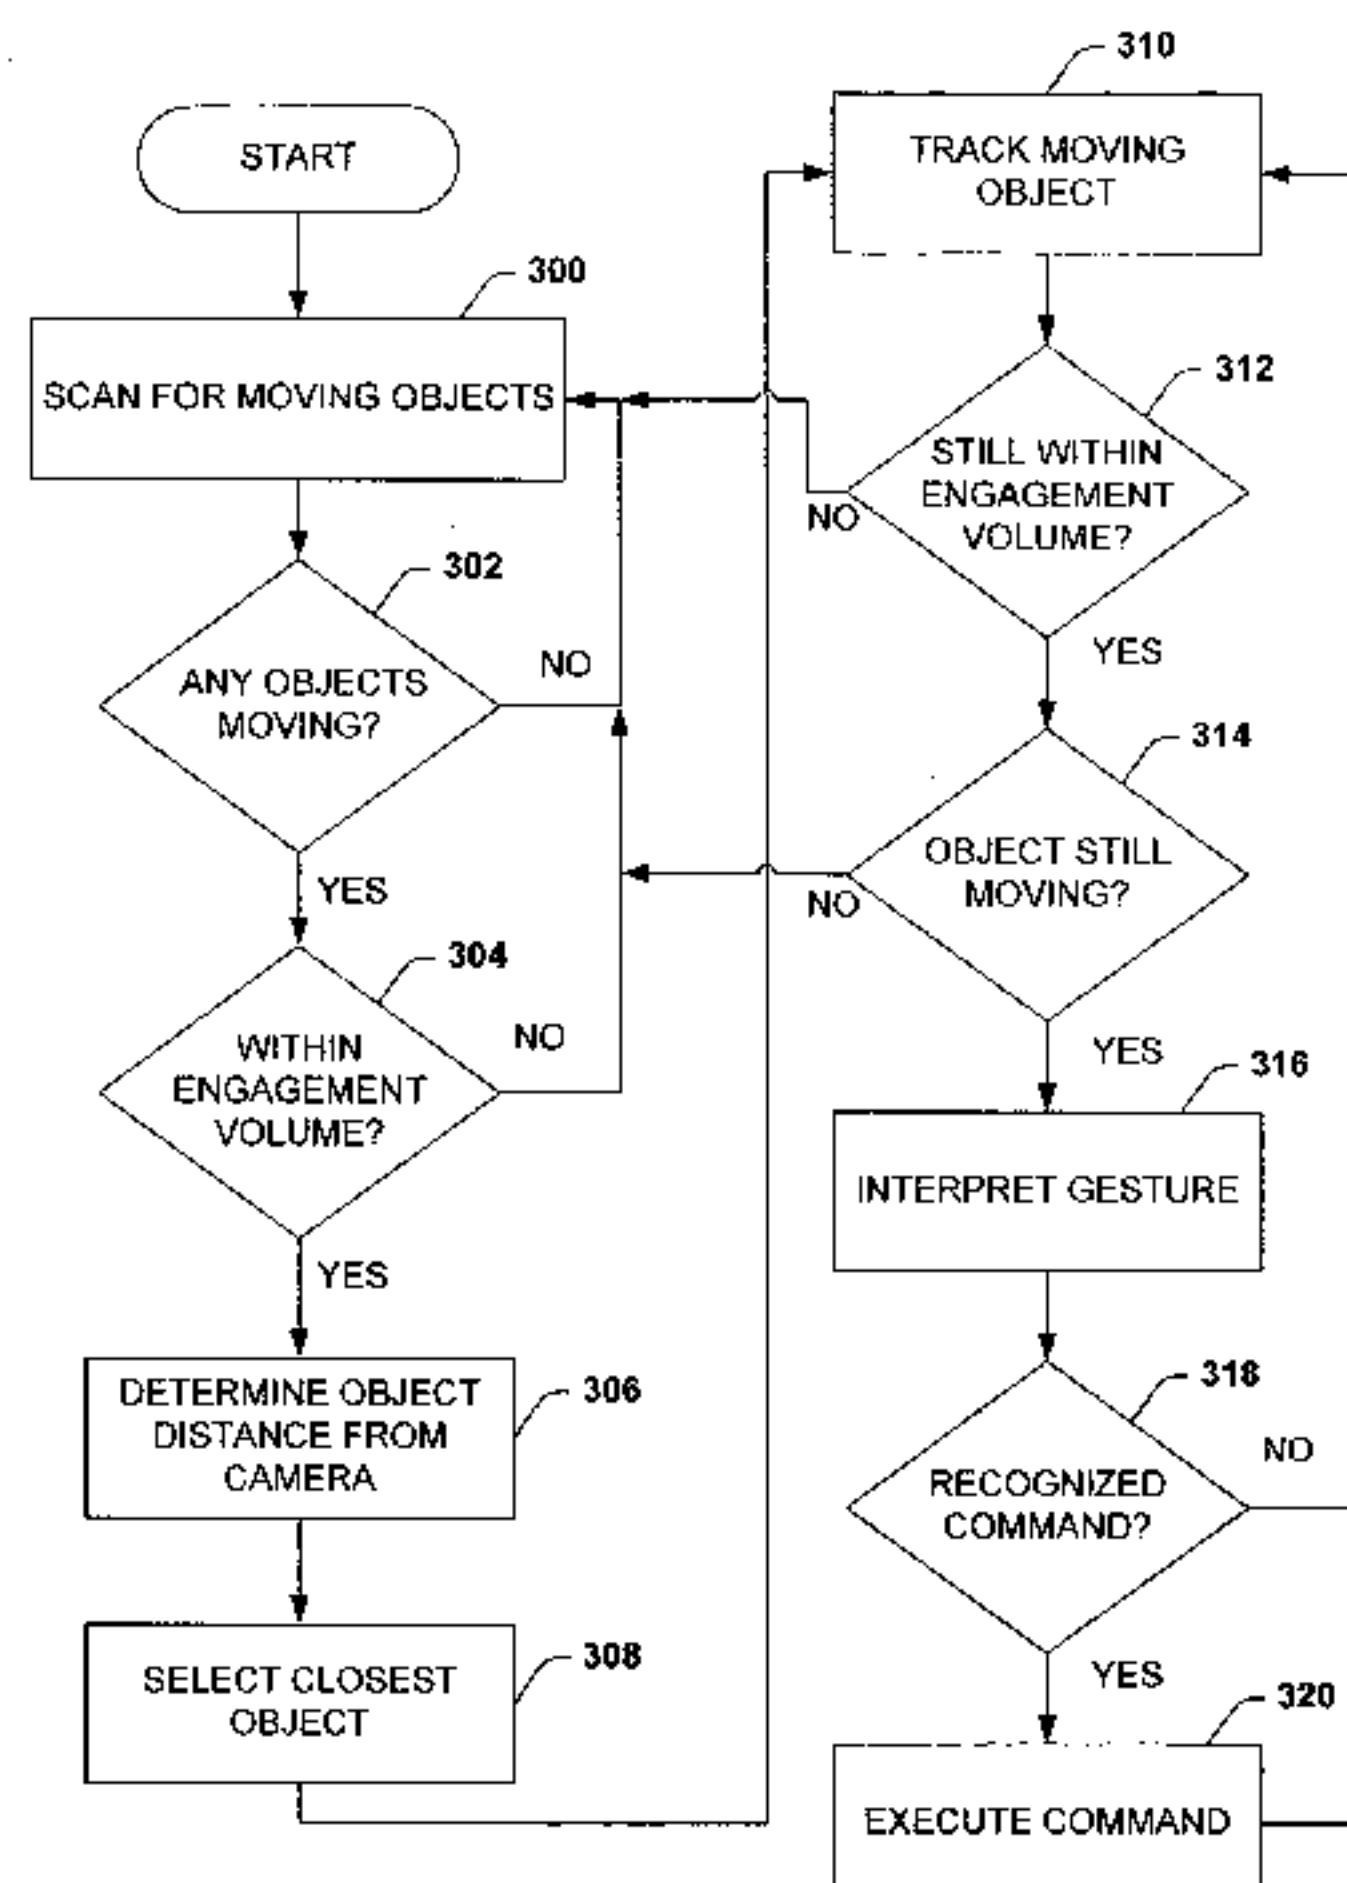 START
300
SCAN FOR MOVING OBJECTS
302
ANY OBJECTS
MOVING?
NO
YES
304
WITHIN
ENGAGEMENT
VOLUME?
NO
YES
DETERMINE OBJECT
DISTANCE FROM
CAMERA
306
SELECT CLOSEST
OBJECT
308
310
TRACK MOVING
OBJECT
312
STILL WITHIN
ENGAGEMENT
VOLUME?
NO
YES
314
OBJECT STILL
MOVING?
NO
YES
316
INTERPRET GESTURE
318
RECOGNIZED
COMMAND?
NO
YES
320
EXECUTE COMMAND